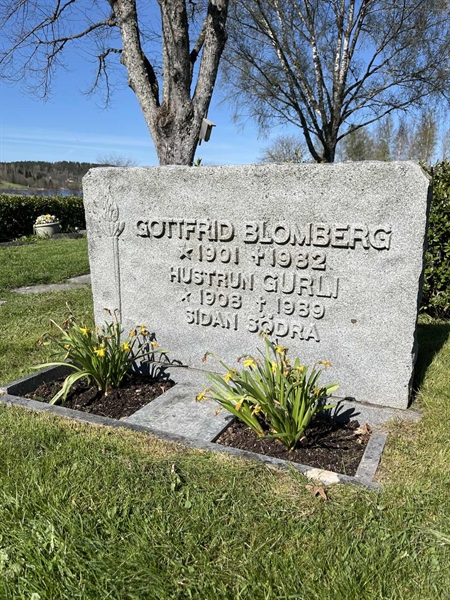 GOTTFRID BLOMBERG
*1901 †1982
HUSTRUN GURLI
*1908 †1989
SIDAN SÖDRA